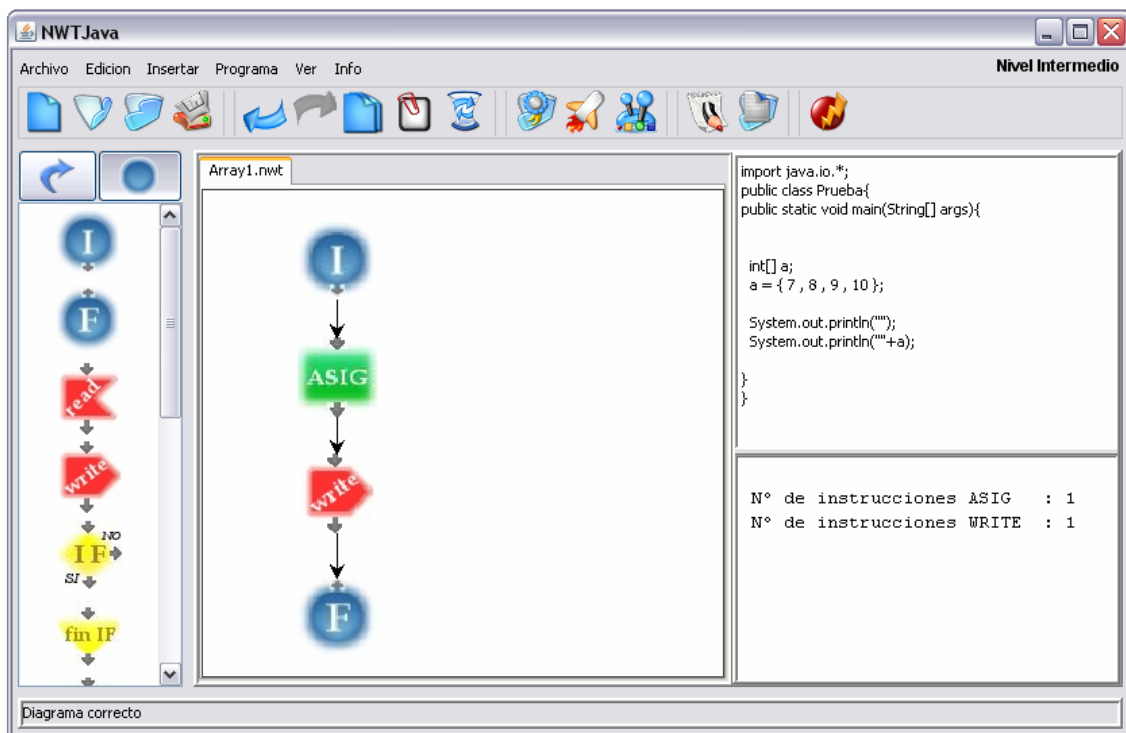 NWTJava
Archivo Edicion Insertar Programa Ver Info
Nivel Intermedio
Array1.nwt
I
F
read
write
IF
NO
SI
fin IF
I
ASIG
write
F
import java.io.*;
public class Prueba{
public static void main(String[] args){
int[] a;
a = { 7 , 8 , 9 , 10 };
System.out.println("");
System.out.println(""+a);
}
}
Nº de instrucciones ASIG : 1
Nº de instrucciones WRITE : 1
Diagrama correcto